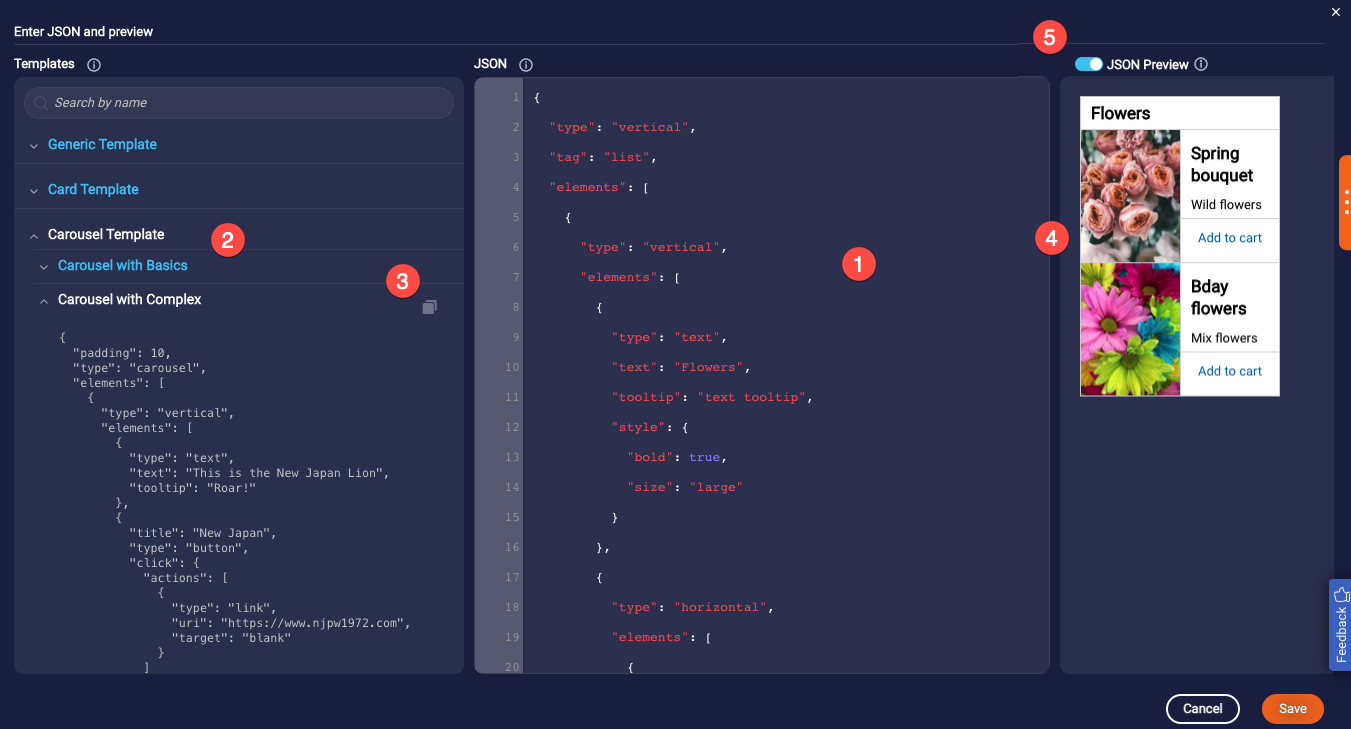 Enter JSON and preview
5
Templates
Search by name
Generic Template
Card Template
Carousel Template
2
Carousel with Basics
3
Carousel with Complex
{
"padding": 10,
"type": "carousel",
"elements": [
{
"type": "vertical",
"elements": [
{
"type": "text",
"text": "This is the New Japan Lion",
"tooltip": "Roar!"
},
{
"title": "New Japan",
"type": "button",
"click": {
"actions": [
{
"type": "link",
"uri": "https://www.njpw1972.com",
"target": "blank"
}
]
JSON
1 {
2 "type": "vertical",
3 "tag": "list",
4 "elements": [
5 {
6 "type": "vertical",
7 "elements": [
8 {
9 "type": "text",
10 "text": "Flowers",
11 "tooltip": "text tooltip",
12 "style": {
13 "bold": true,
14 "size": "large"
15 }
16 },
17 {
18 "type": "horizontal",
19 "elements": [
20 {
1
4
JSON Preview
Flowers
Spring
bouquet
Wild flowers
Add to cart
Bday
flowers
Mix flowers
Add to cart
Feedback
Cancel
Save